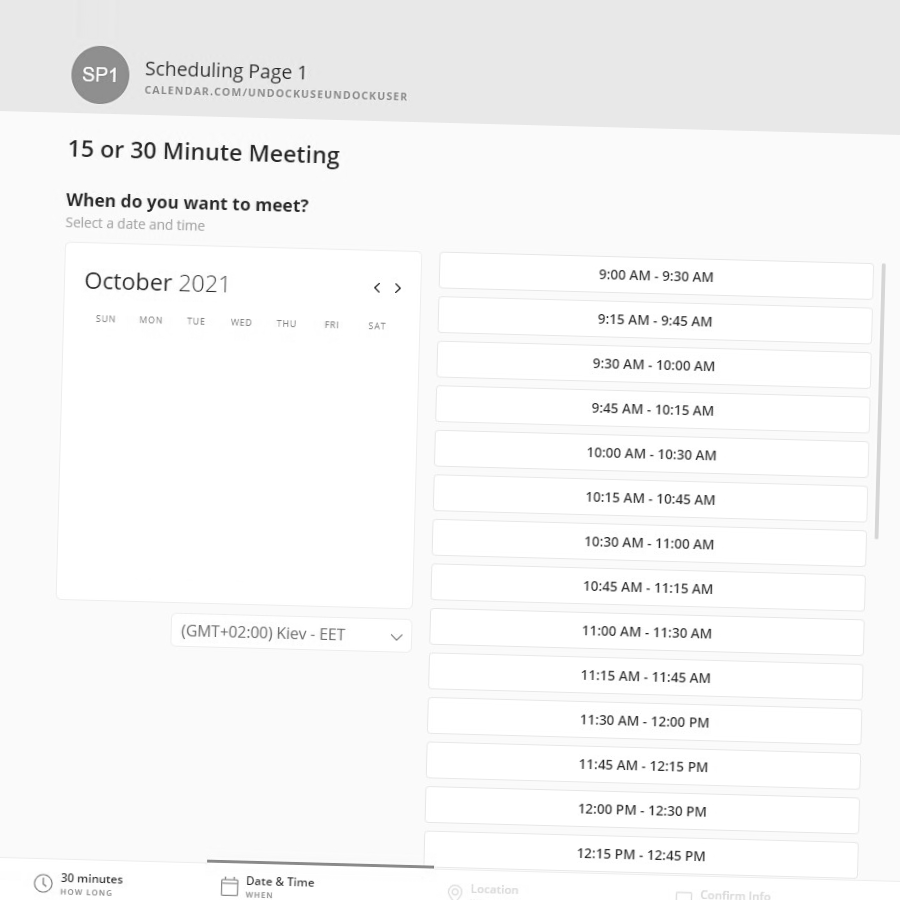 SP1
Scheduling Page 1
CALENDAR.COM/UNDOCKUSEUNDOCKUSER
15 or 30 Minute Meeting
When do you want to meet?
Select a date and time
October 2021
SUN MON TUE WED THU FRI SAT
(GMT+02:00) Kiev - EET
9:00 AM - 9:30 AM
9:15 AM - 9:45 AM
9:30 AM - 10:00 AM
9:45 AM - 10:15 AM
10:00 AM - 10:30 AM
10:15 AM - 10:45 AM
10:30 AM - 11:00 AM
10:45 AM - 11:15 AM
11:00 AM - 11:30 AM
11:15 AM - 11:45 AM
11:30 AM - 12:00 PM
11:45 AM - 12:15 PM
12:00 PM - 12:30 PM
12:15 PM - 12:45 PM
30 minutes
HOW LONG
Date & Time
WHEN
Location
Confirm Info